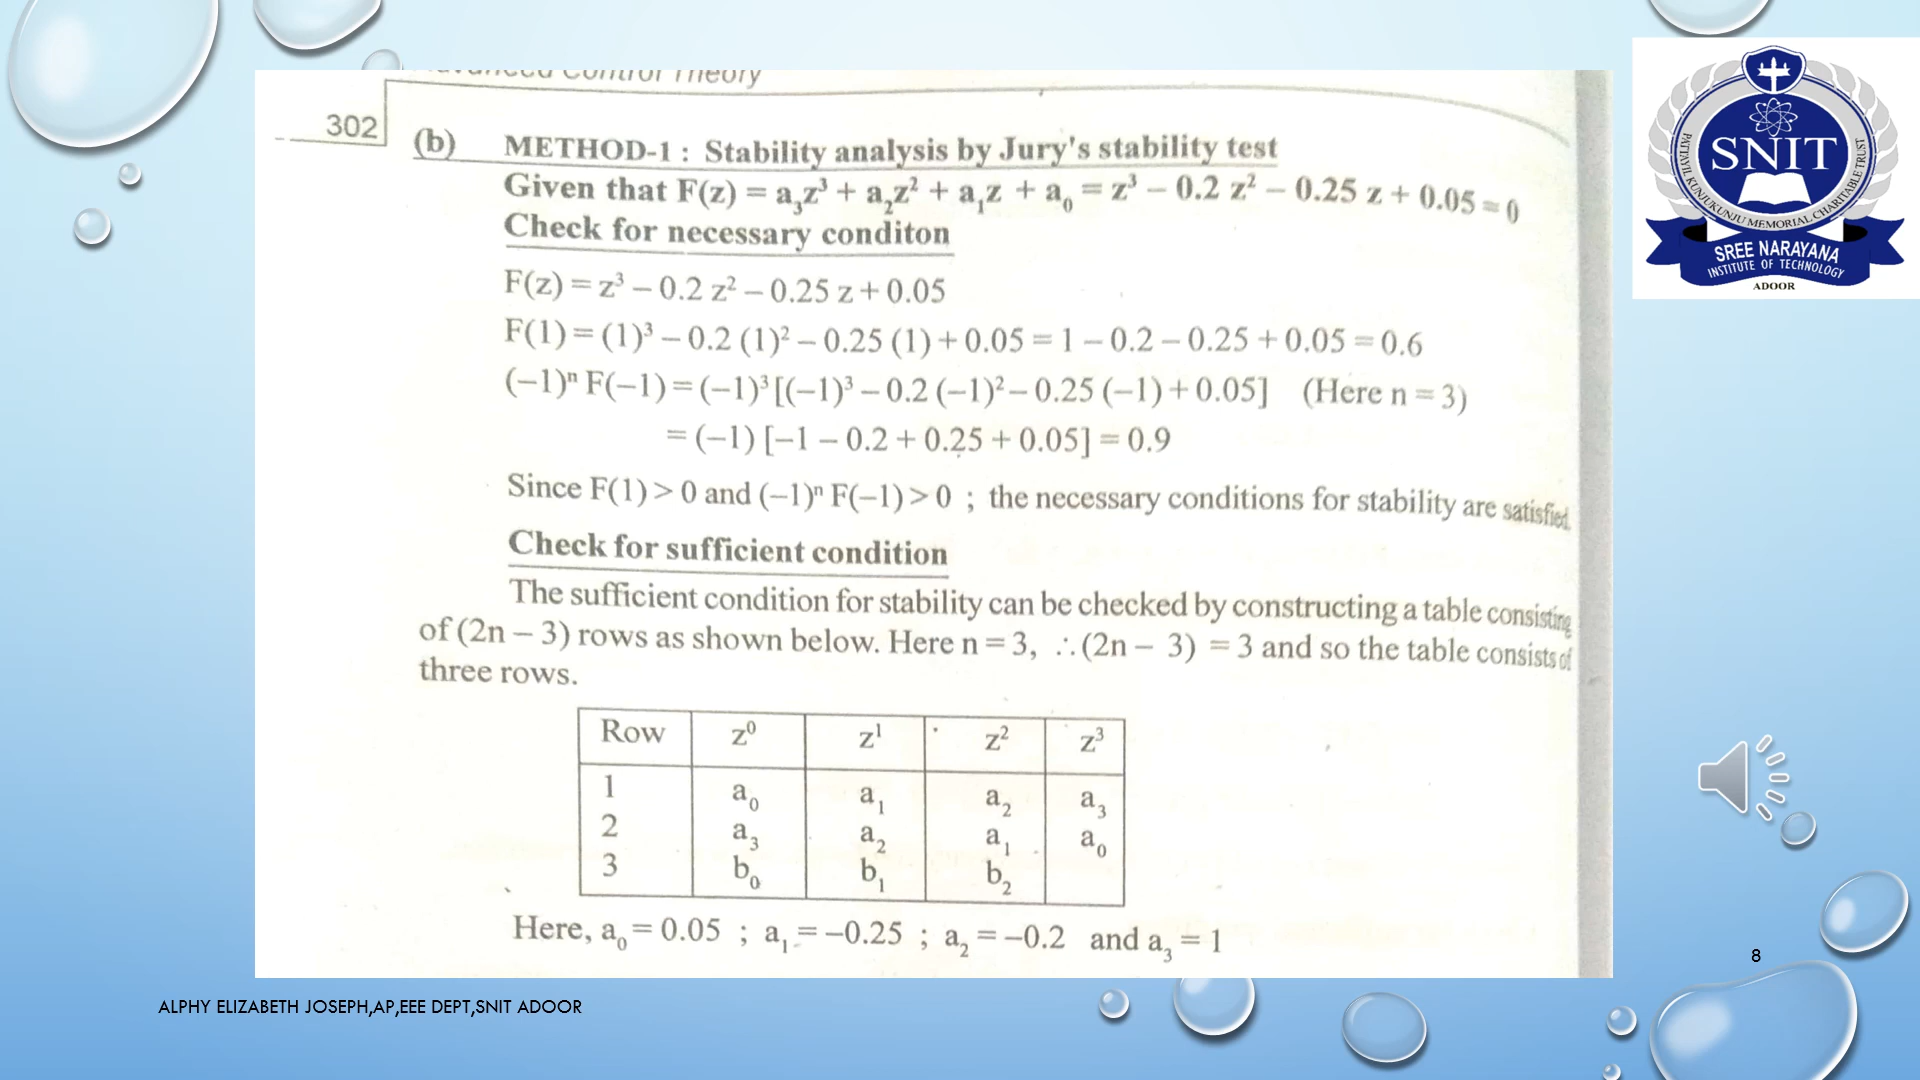 302
(b) METHOD-1 : Stability analysis by Jury's stability test
Given that F(z) = a₃z³ + a₂z² + a₁z + a₀ = z³ – 0.2 z² – 0.25 z + 0.05 = 0
Check for necessary conditon
F(z) = z³ – 0.2 z² – 0.25 z + 0.05
F(1) = (1)³ – 0.2 (1)² – 0.25 (1) + 0.05 = 1 – 0.2 – 0.25 + 0.05 = 0.6
(–1)ⁿ F(–1) = (–1)³ [(–1)³ – 0.2 (–1)² – 0.25 (–1) + 0.05] (Here n = 3)
= (–1) [–1 – 0.2 + 0.25 + 0.05] = 0.9
Since F(1) > 0 and (–1)ⁿ F(–1) > 0 ; the necessary conditions for stability are satisfied.
Check for sufficient condition
The sufficient condition for stability can be checked by constructing a table consisting
of (2n – 3) rows as shown below. Here n = 3, ∴ (2n – 3) = 3 and so the table consists of
three rows.
Row z⁰ z¹ z² z³
1 a₀ a₁ a₂ a₃
2 a₃ a₂ a₁ a₀
3 b₀ b₁ b₂
Here, a₀ = 0.05 ; a₁ = –0.25 ; a₂ = –0.2 and a₃ = 1
PATTAYIL KUNJUKUNJU MEMORIAL CHARITABLE TRUST
SNIT
SREE NARAYANA
INSTITUTE OF TECHNOLOGY
ADOOR
8
ALPHY ELIZABETH JOSEPH,AP,EEE DEPT,SNIT ADOOR